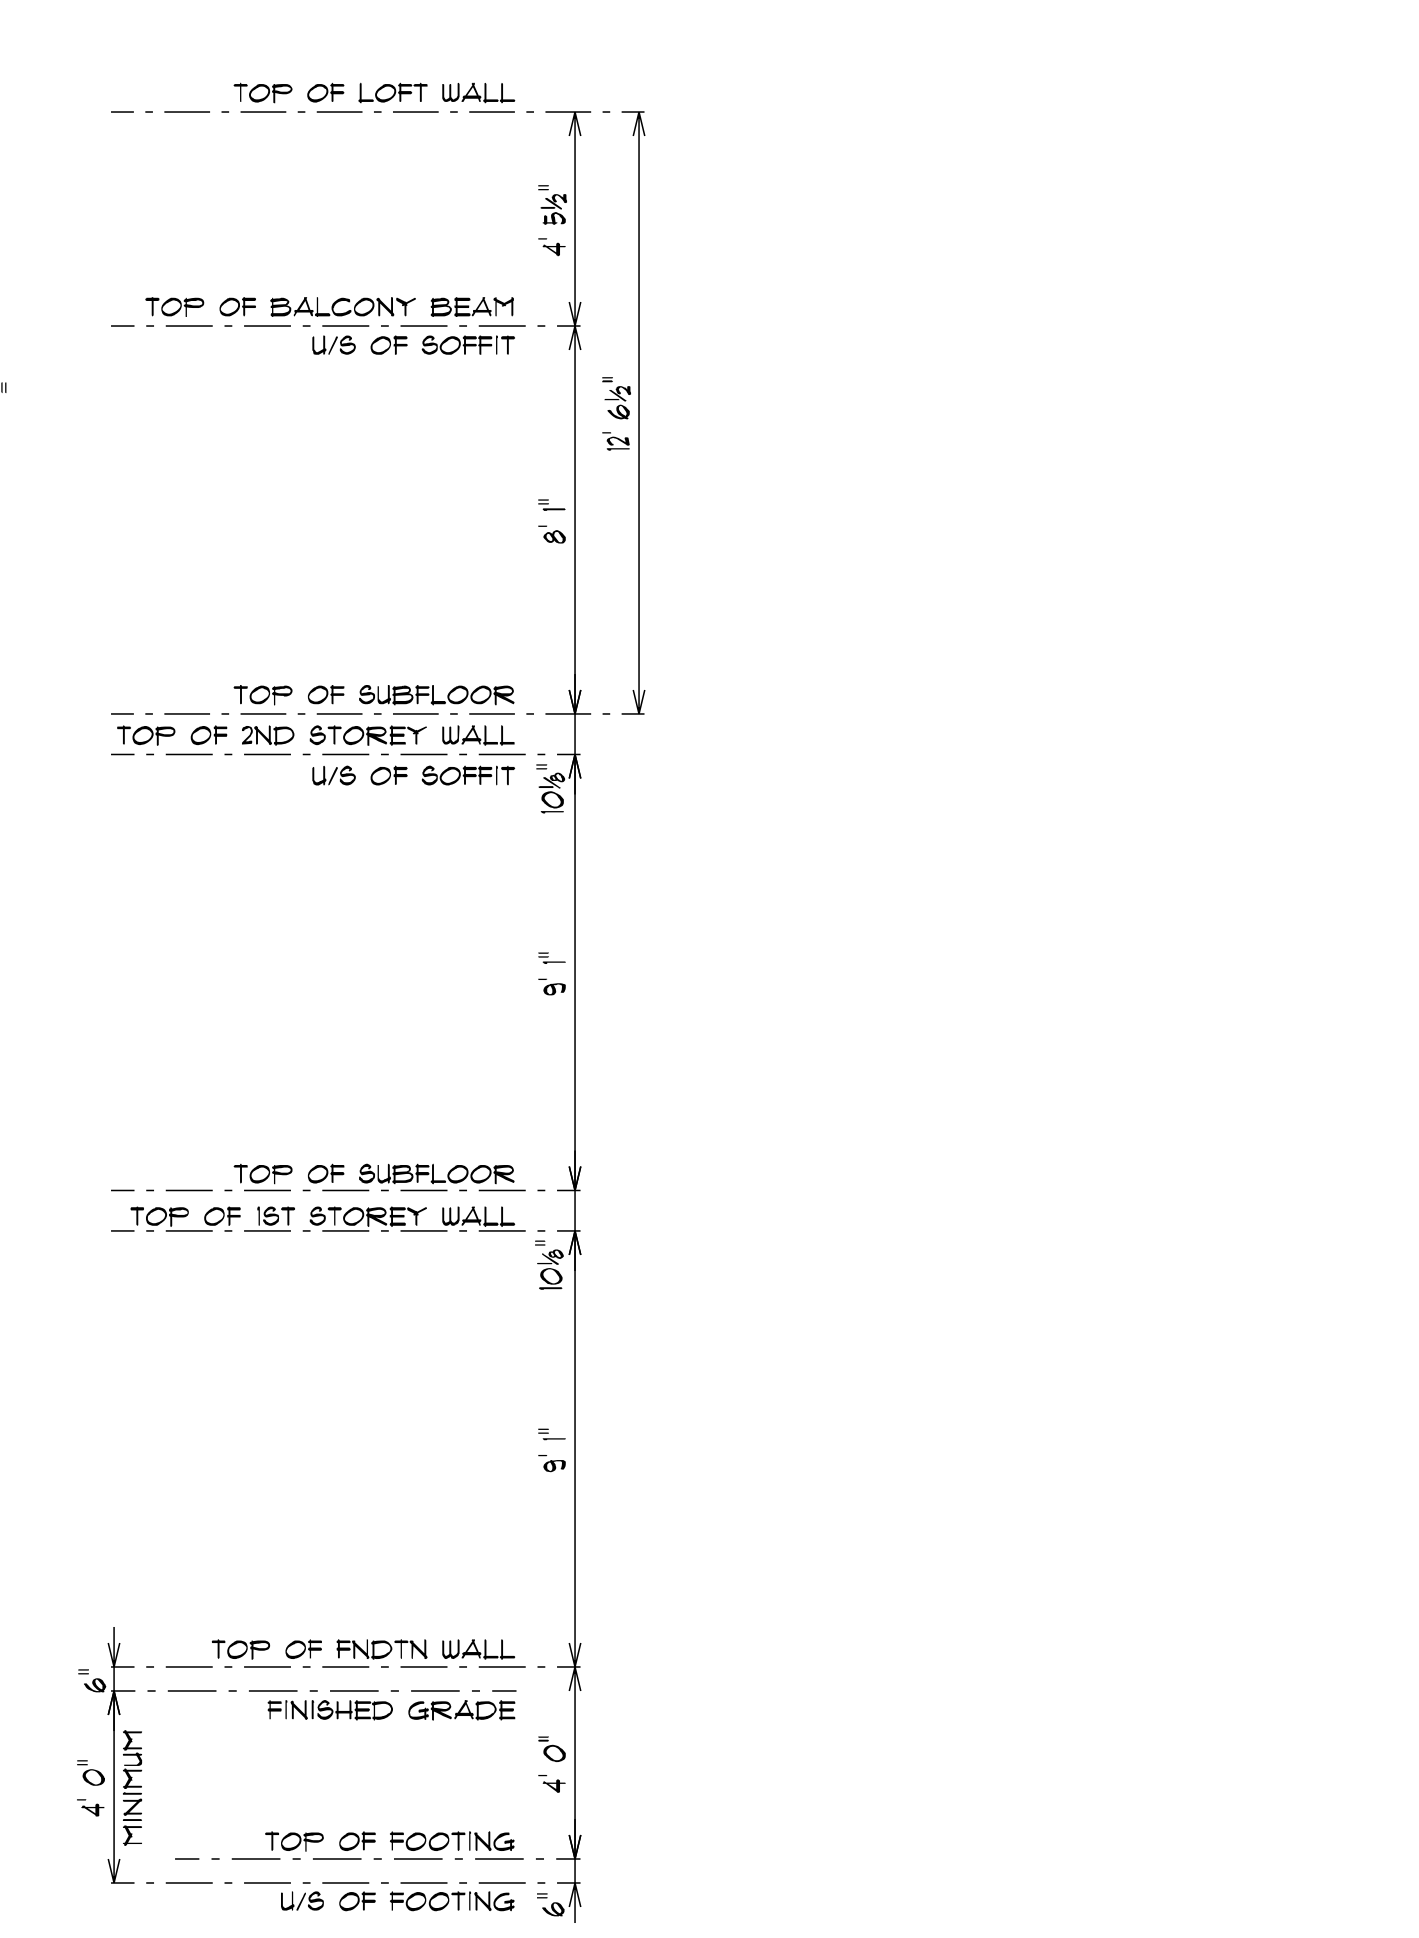 TOP OF LOFT WALL
4' 5½"
TOP OF BALCONY BEAM
U/S OF SOFFIT
"
12' 6½"
8' 1"
TOP OF SUBFLOOR
TOP OF 2ND STOREY WALL
U/S OF SOFFIT
10⅛"
9' 1"
TOP OF SUBFLOOR
TOP OF 1ST STOREY WALL
10⅛"
9' 1"
TOP OF FNDTN WALL
6"
FINISHED GRADE
4' 0"
MINIMUM
4' 0"
TOP OF FOOTING
U/S OF FOOTING
6"